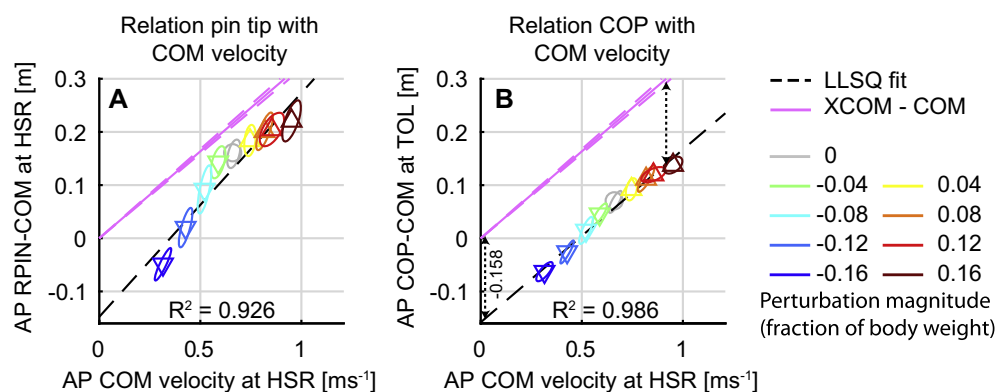 Relation pin tip with
COM velocity
A
AP RPIN-COM at HSR [m]
0.3
0.2
0.1
0
-0.1
R² = 0.926
0
0.5
1
AP COM velocity at HSR [ms⁻¹]
Relation COP with
COM velocity
B
AP COP-COM at TOL [m]
0.3
0.2
0.1
0
-0.1
-0.158
R² = 0.986
0
0.5
1
AP COM velocity at HSR [ms⁻¹]
LLSQ fit
XCOM - COM
0
-0.04 0.04
-0.08 0.08
-0.12 0.12
-0.16 0.16
Perturbation magnitude
(fraction of body weight)